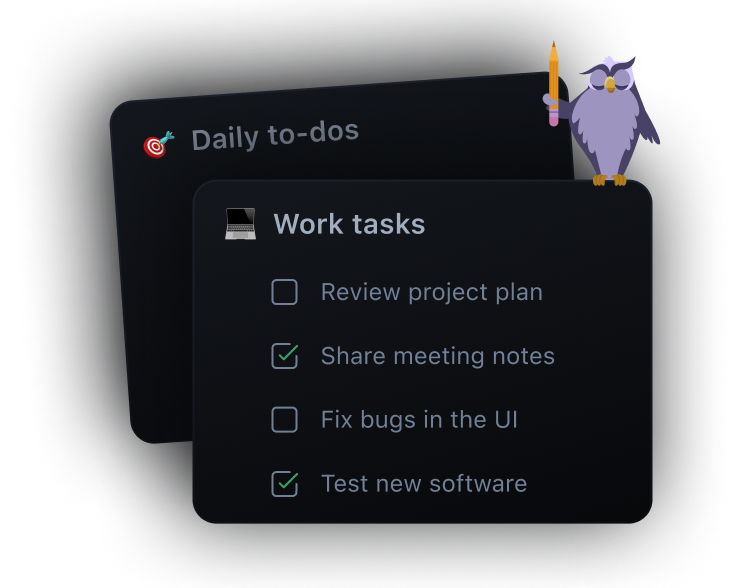 Daily to-dos
Work tasks
Review project plan
Share meeting notes
Fix bugs in the UI
Test new software